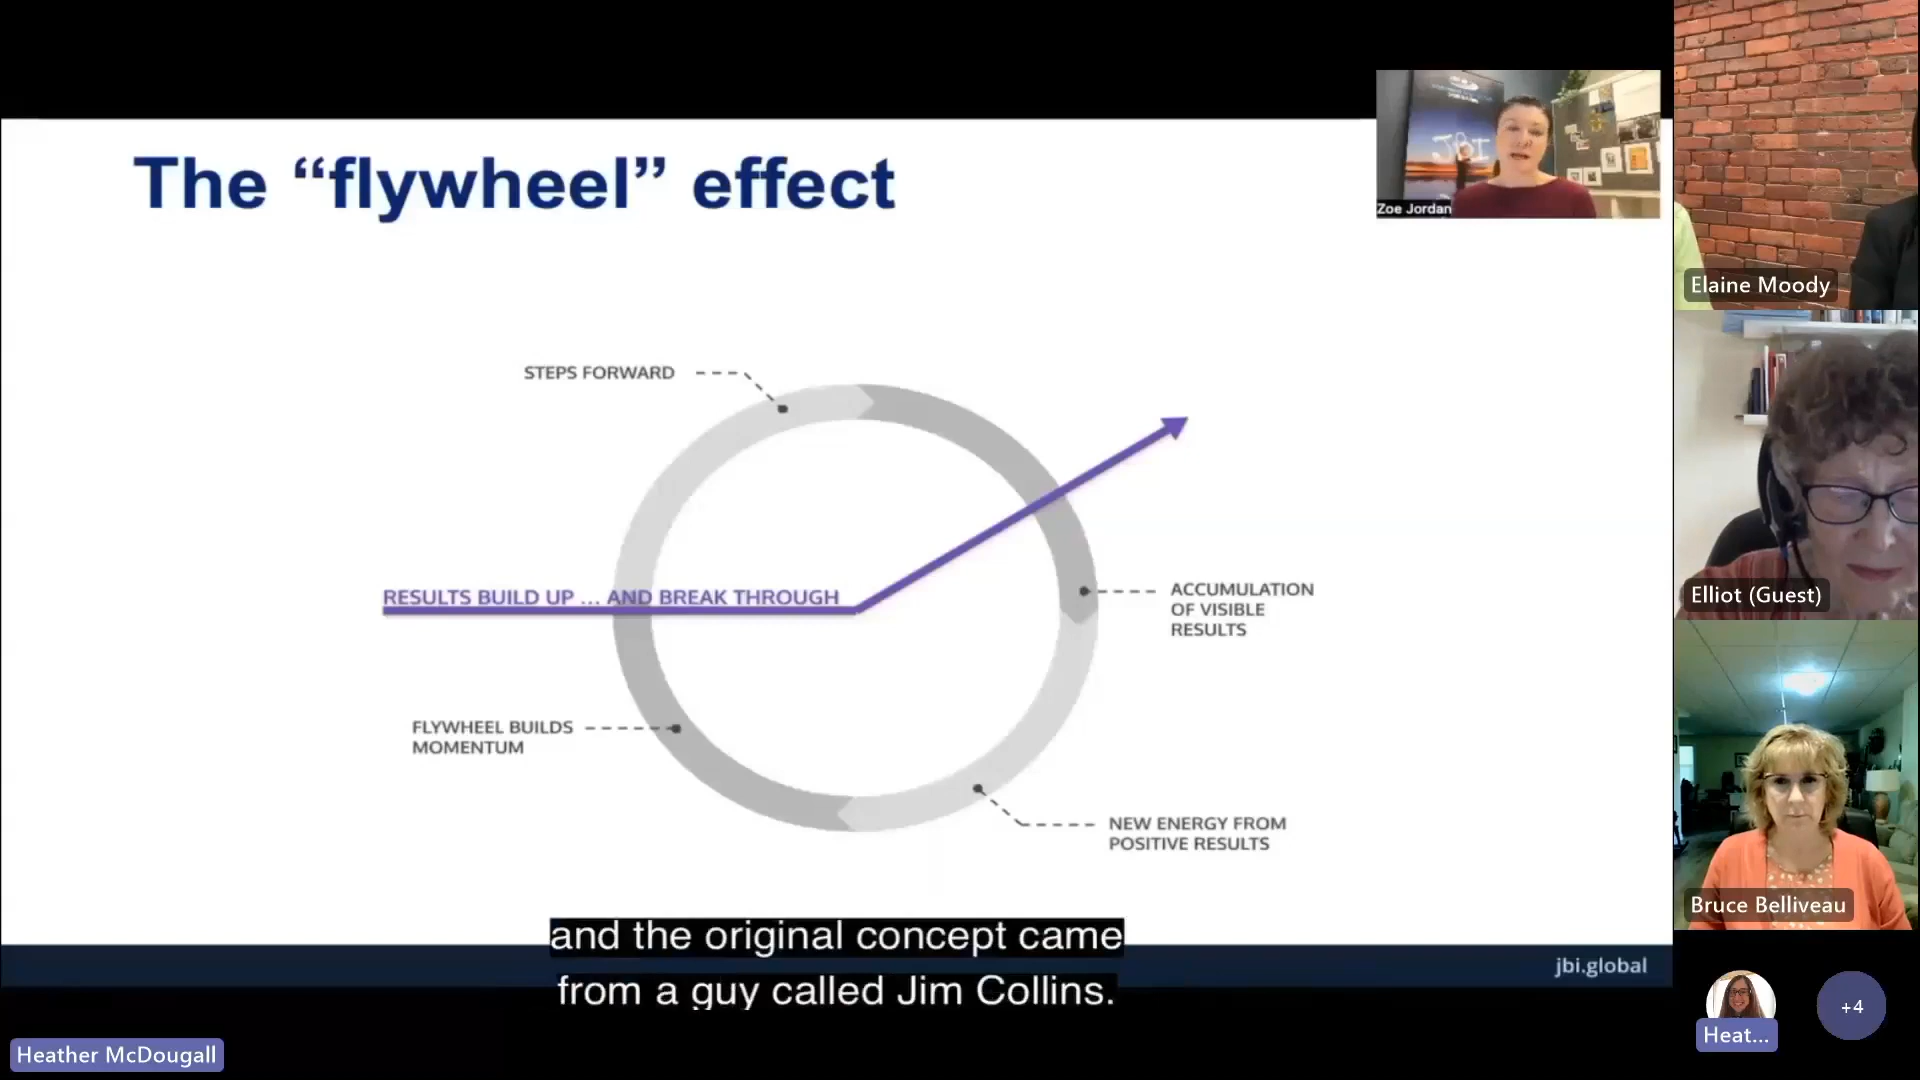 The “flywheel” effect
JBI
Zoe Jordan
Elaine Moody
STEPS FORWARD
RESULTS BUILD UP ... AND BREAK THROUGH
ACCUMULATION
OF VISIBLE
RESULTS
Elliot (Guest)
FLYWHEEL BUILDS
MOMENTUM
NEW ENERGY FROM
POSITIVE RESULTS
Bruce Belliveau
and the original concept came
from a guy called Jim Collins.
jbi.global
Heat...
+4
Heather McDougall